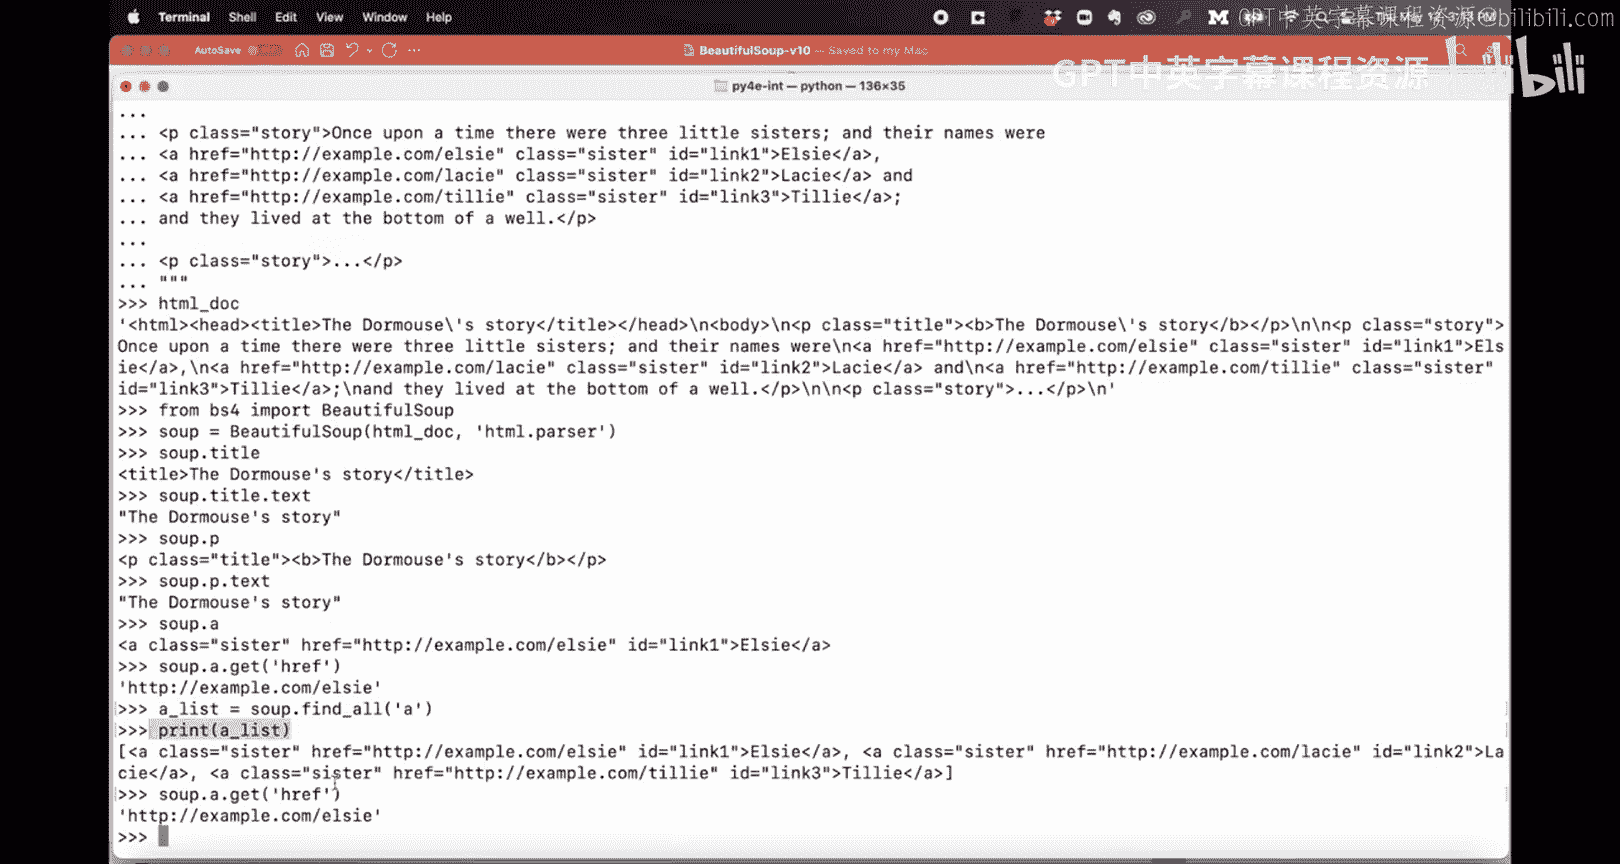 Terminal Shell Edit View Window Help
GPT中英字幕课程资源@bilibili.com
AutoSave
BeautifulSoup-v10 — Saved to my Mac
GPT中英字幕课程资源 bilibili
py4e-int — python — 136×35
...
... <p class="story">Once upon a time there were three little sisters; and their names were
... <a href="http://example.com/elsie" class="sister" id="link1">Elsie</a>,
... <a href="http://example.com/lacie" class="sister" id="link2">Lacie</a> and
... <a href="http://example.com/tillie" class="sister" id="link3">Tillie</a>;
... and they lived at the bottom of a well.</p>
...
... <p class="story">...</p>
... """
>>> html_doc
'<html><head><title>The Dormouse\'s story</title></head>\n<body>\n<p class="title"><b>The Dormouse\'s story</b></p>\n\n<p class="story">
Once upon a time there were three little sisters; and their names were\n<a href="http://example.com/elsie" class="sister" id="link1">Els
ie</a>,\n<a href="http://example.com/lacie" class="sister" id="link2">Lacie</a> and\n<a href="http://example.com/tillie" class="sister"
id="link3">Tillie</a>;\nand they lived at the bottom of a well.</p>\n\n<p class="story">...</p>\n'
>>> from bs4 import BeautifulSoup
>>> soup = BeautifulSoup(html_doc, 'html.parser')
>>> soup.title
<title>The Dormouse's story</title>
>>> soup.title.text
"The Dormouse's story"
>>> soup.p
<p class="title"><b>The Dormouse's story</b></p>
>>> soup.p.text
"The Dormouse's story"
>>> soup.a
<a class="sister" href="http://example.com/elsie" id="link1">Elsie</a>
>>> soup.a.get('href')
'http://example.com/elsie'
>>> a_list = soup.find_all('a')
>>> print(a_list)
[<a class="sister" href="http://example.com/elsie" id="link1">Elsie</a>, <a class="sister" href="http://example.com/lacie" id="link2">La
cie</a>, <a class="sister" href="http://example.com/tillie" id="link3">Tillie</a>]
>>> soup.a.get('href')
'http://example.com/elsie'
>>>